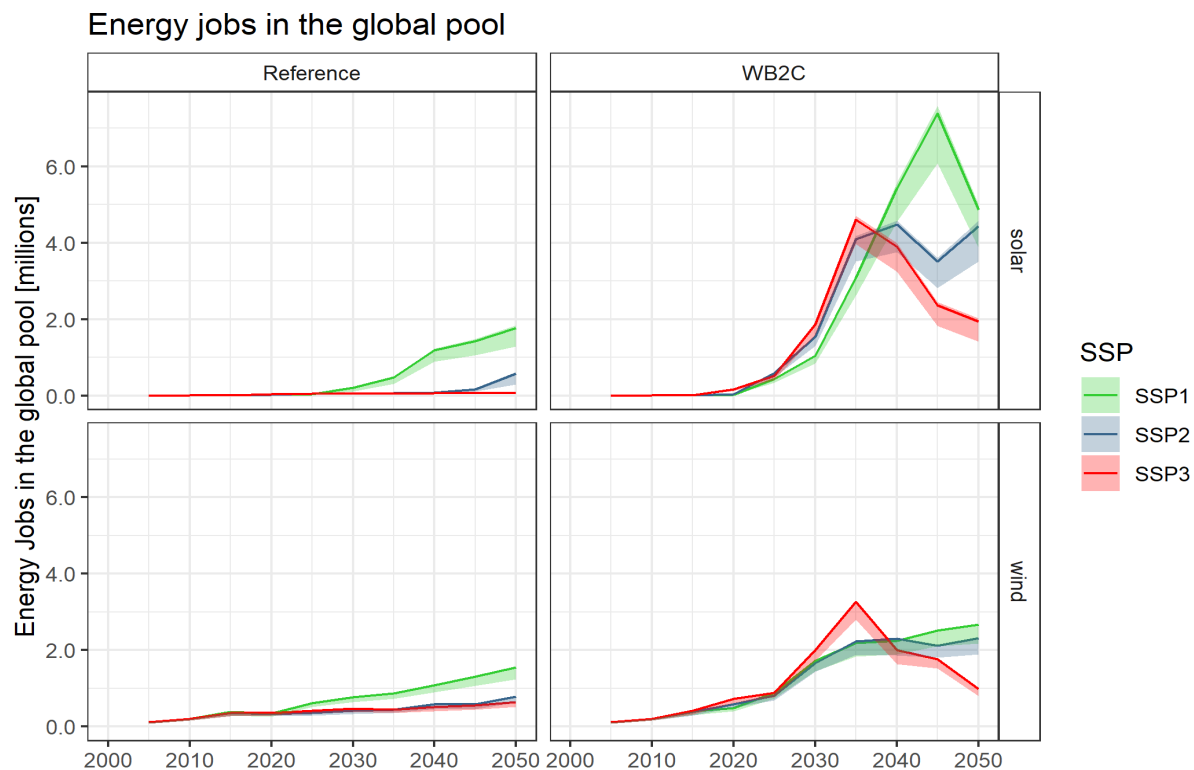 Energy jobs in the global pool
Reference
WB2C
Energy Jobs in the global pool [millions]
6.0
4.0
2.0
0.0
solar
6.0
4.0
2.0
0.0
wind
2000 2010 2020 2030 2040 2050 2000 2010 2020 2030 2040 2050
SSP
SSP1
SSP2
SSP3